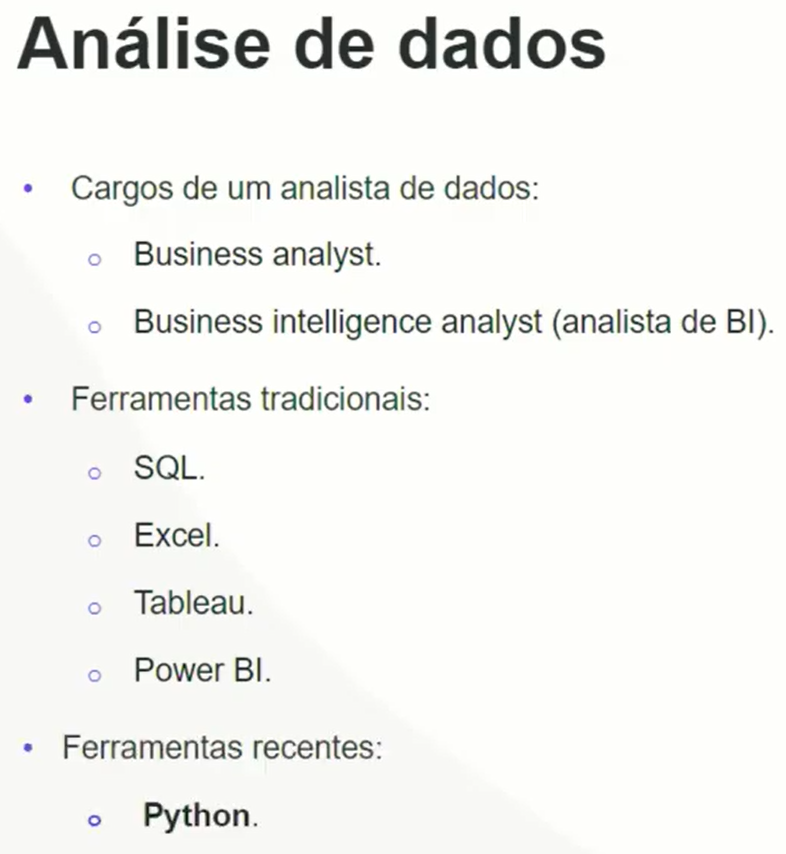 Análise de dados
• Cargos de um analista de dados:
○ Business analyst.
○ Business intelligence analyst (analista de BI).
• Ferramentas tradicionais:
○ SQL.
○ Excel.
○ Tableau.
○ Power BI.
• Ferramentas recentes:
○ Python.